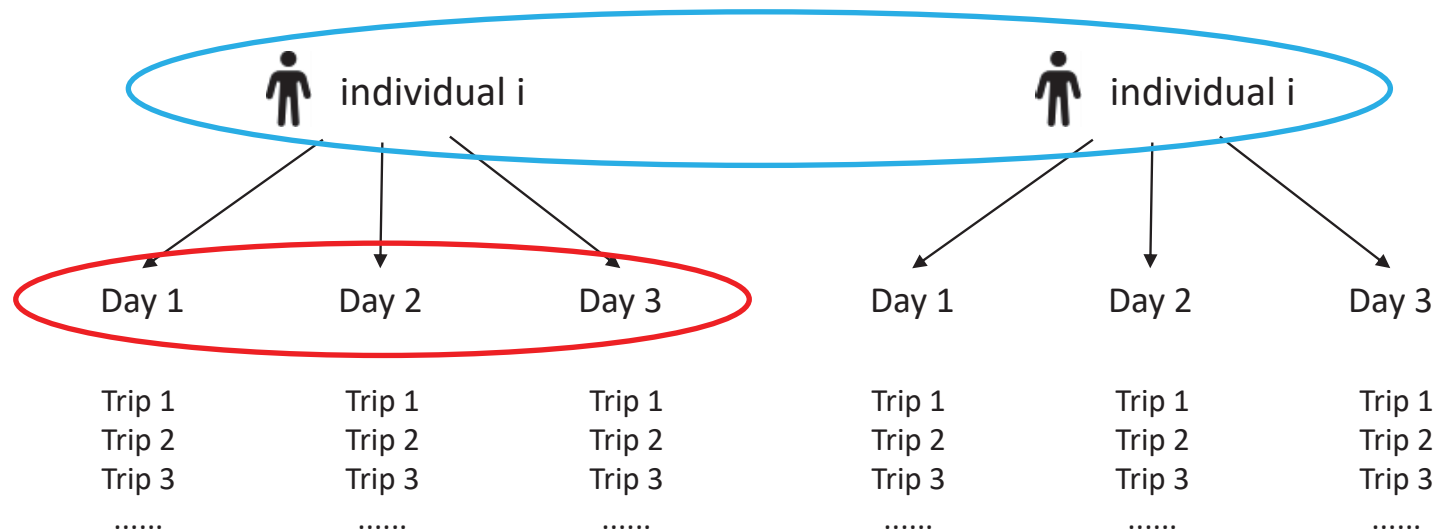 individual i individual i
Day 1 Day 2 Day 3 Day 1 Day 2 Day 3
Trip 1 Trip 1 Trip 1 Trip 1 Trip 1 Trip 1
Trip 2 Trip 2 Trip 2 Trip 2 Trip 2 Trip 2
Trip 3 Trip 3 Trip 3 Trip 3 Trip 3 Trip 3
...... ...... ...... ...... ...... ......